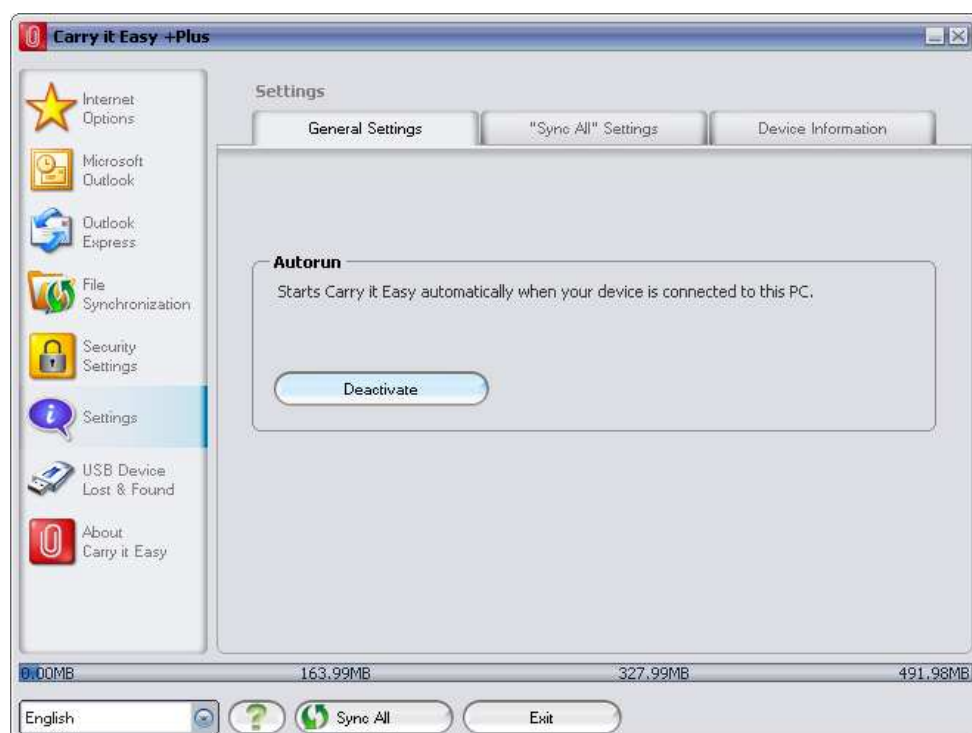 Carry it Easy +Plus
Internet
Options
Microsoft
Outlook
Outlook
Express
File
Synchronization
Security
Settings
Settings
USB Device
Lost & Found
About
Carry it Easy
Settings
General Settings
"Sync All" Settings
Device Information
Autorun
Starts Carry it Easy automatically when your device is connected to this PC.
Deactivate
0.00MB
163.99MB
327.99MB
491.98MB
English
?
Sync All
Exit